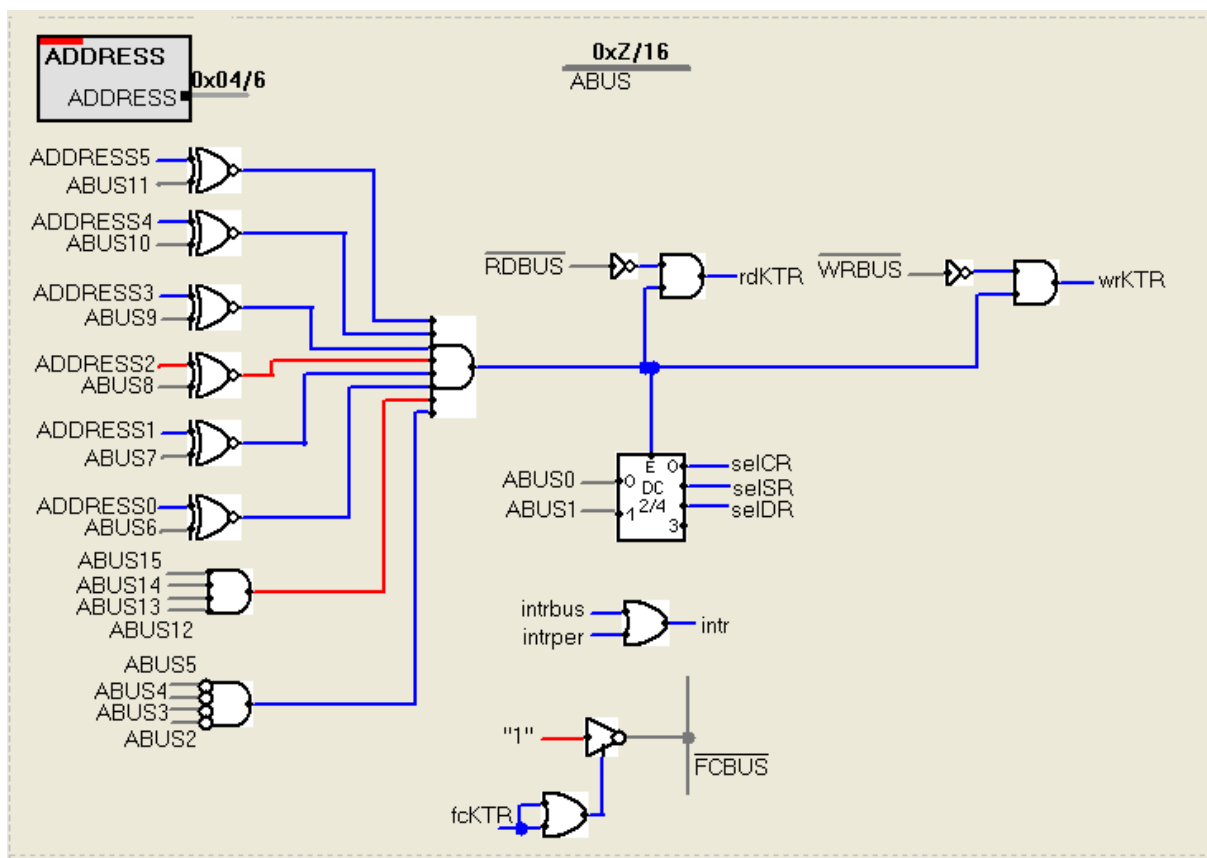 ADDRESS
ADDRESS
0x04/6
0xZ/16
ABUS
ADDRESS5
ABUS11
ADDRESS4
ABUS10
ADDRESS3
ABUS9
ADDRESS2
ABUS8
ADDRESS1
ABUS7
ADDRESS0
ABUS6
ABUS15
ABUS14
ABUS13
ABUS12
ABUS5
ABUS4
ABUS3
ABUS2
RDBUS
rdKTR
WRBUS
wrKTR
ABUS0
ABUS1
E 0
0 DC
1 2/4
3
selCR
selSR
selDR
intrbus
intrper
intr
"1"
FCBUS
fcKTR